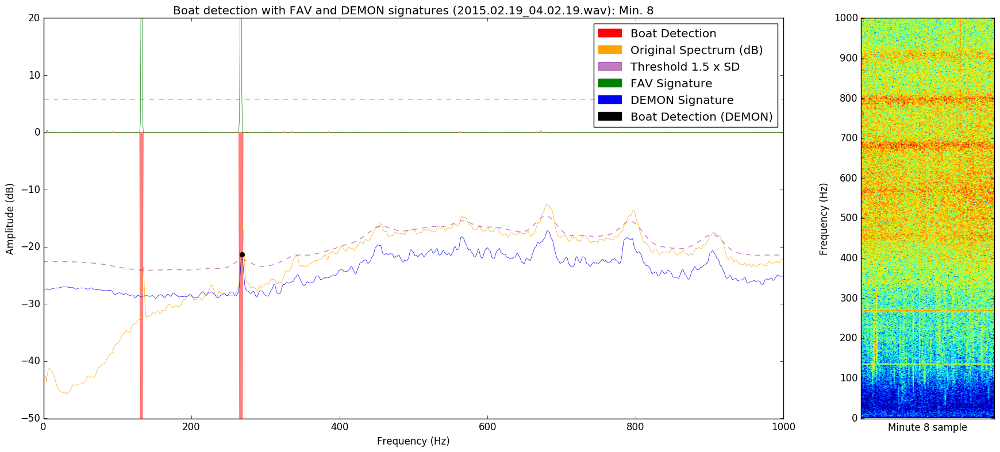 Boat detection with FAV and DEMON signatures (2015.02.19_04.02.19.wav): Min. 8
Boat Detection
Original Spectrum (dB)
Threshold 1.5 x SD
FAV Signature
DEMON Signature
Boat Detection (DEMON)
Amplitude (dB)
20
10
0
−10
−20
−30
−40
−50
0
200
400
600
800
1000
Frequency (Hz)
Frequency (Hz)
1000
900
800
700
600
500
400
300
200
100
0
Minute 8 sample